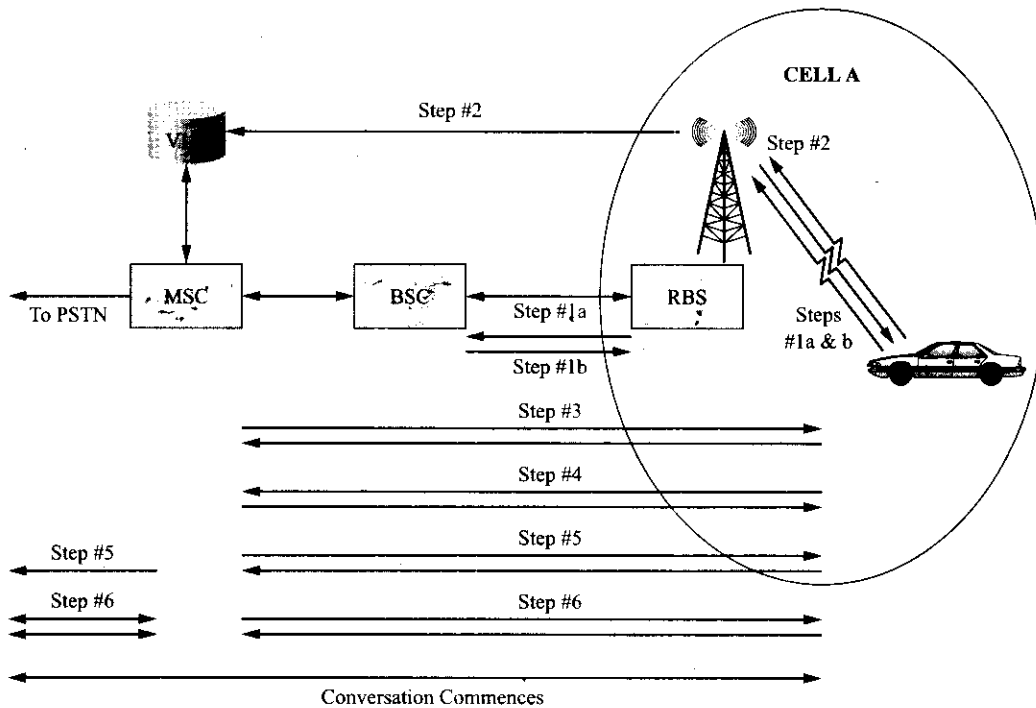 CELL A
Step #2
Step #2
MSC
BSC
RBS
To PSTN
Step #1a
Steps
#1a & b
Step #1b
Step #3
Step #4
Step #5
Step #5
Step #6
Step #6
Conversation Commences